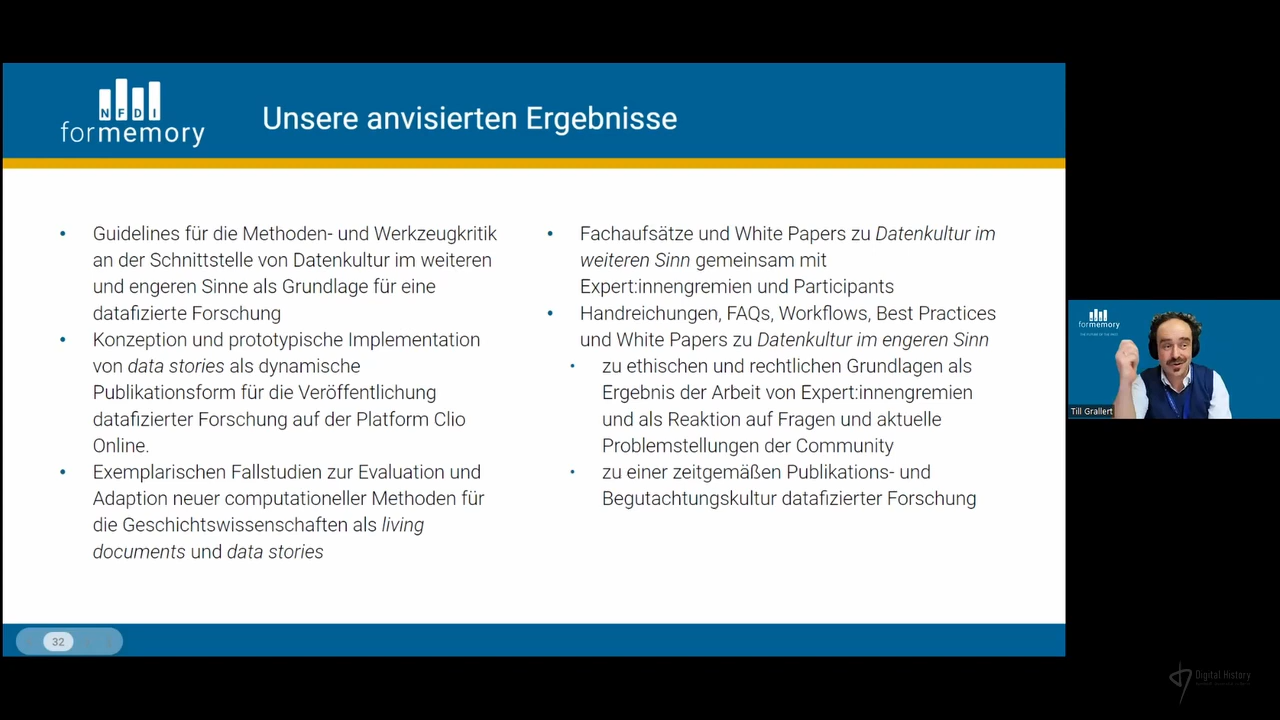 NFDI
formemory
Unsere anvisierten Ergebnisse
Guidelines für die Methoden- und Werkzeugkritik
an der Schnittstelle von Datenkultur im weiteren
und engeren Sinne als Grundlage für eine
datafizierte Forschung
Konzeption und prototypische Implementation
von data stories als dynamische
Publikationsform für die Veröffentlichung
datafizierter Forschung auf der Platform Clio
Online.
Exemplarischen Fallstudien zur Evaluation und
Adaption neuer computationeller Methoden für
die Geschichtswissenschaften als living
documents und data stories
Fachaufsätze und White Papers zu Datenkultur im
weiteren Sinn gemeinsam mit
Expert:innengremien und Participants
Handreichungen, FAQs, Workflows, Best Practices
und White Papers zu Datenkultur im engeren Sinn
zu ethischen und rechtlichen Grundlagen als
Ergebnis der Arbeit von Expert:innengremien
und als Reaktion auf Fragen und aktuelle
Problemstellungen der Community
zu einer zeitgemäßen Publikations- und
Begutachtungskultur datafizierter Forschung
32
formemory
Till Grallert
Digital History